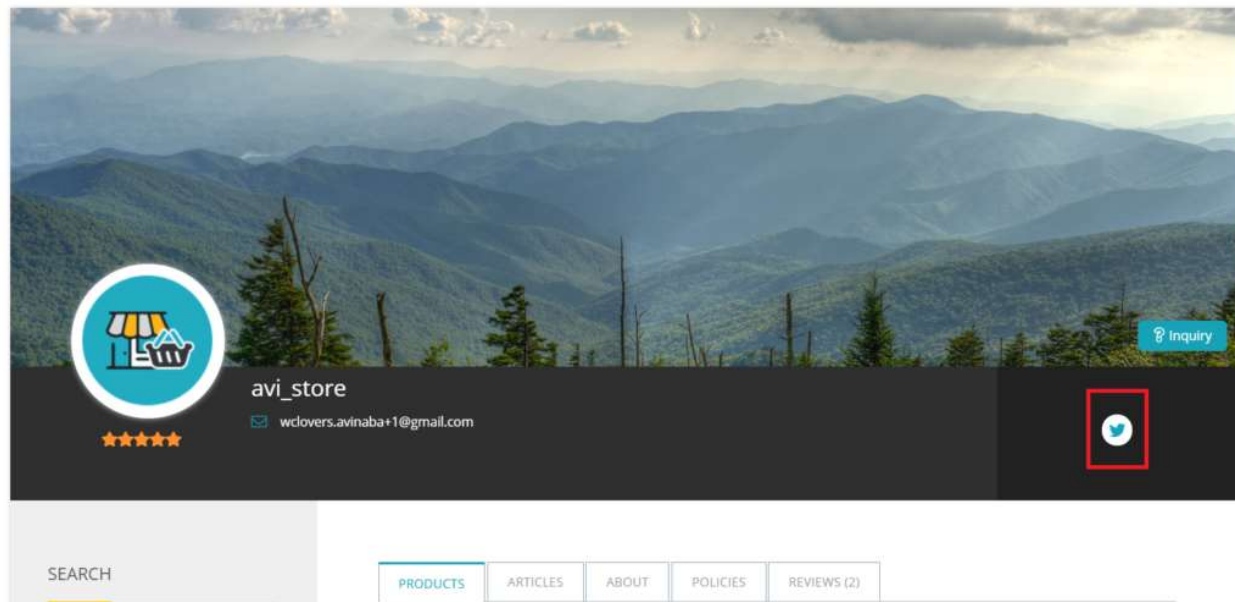 Inquiry
avi_store
wclovers.avinaba+1@gmail.com
SEARCH
PRODUCTS ARTICLES ABOUT POLICIES REVIEWS (2)